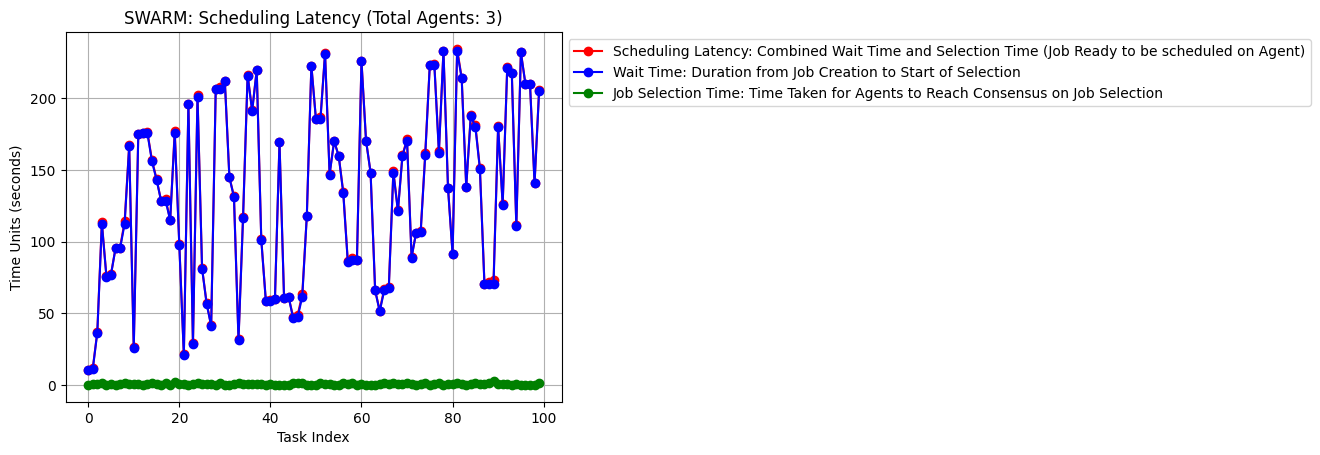 SWARM: Scheduling Latency (Total Agents: 3)
Scheduling Latency: Combined Wait Time and Selection Time (Job Ready to be scheduled on Agent)
Wait Time: Duration from Job Creation to Start of Selection
Job Selection Time: Time Taken for Agents to Reach Consensus on Job Selection
Time Units (seconds)
200
150
100
50
0
0 20 40 60 80 100
Task Index